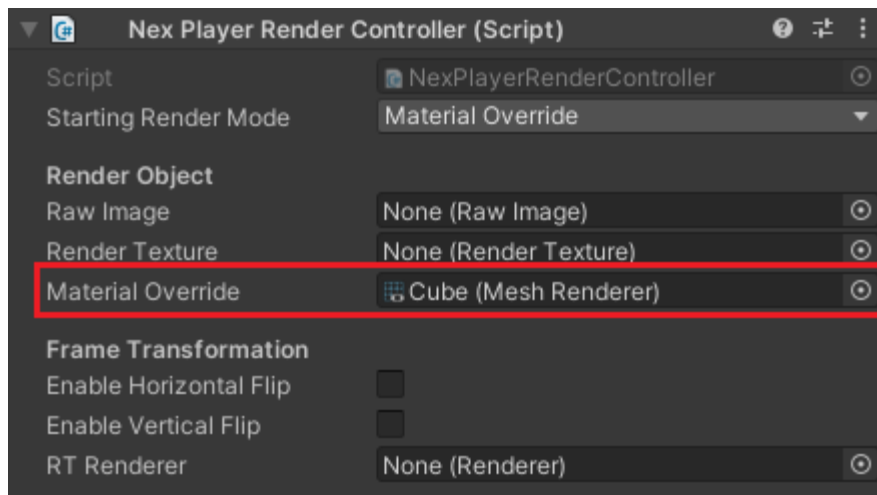 Nex Player Render Controller (Script)
Script NexPlayerRenderController
Starting Render Mode Material Override
Render Object
Raw Image None (Raw Image)
Render Texture None (Render Texture)
Material Override Cube (Mesh Renderer)
Frame Transformation
Enable Horizontal Flip
Enable Vertical Flip
RT Renderer None (Renderer)